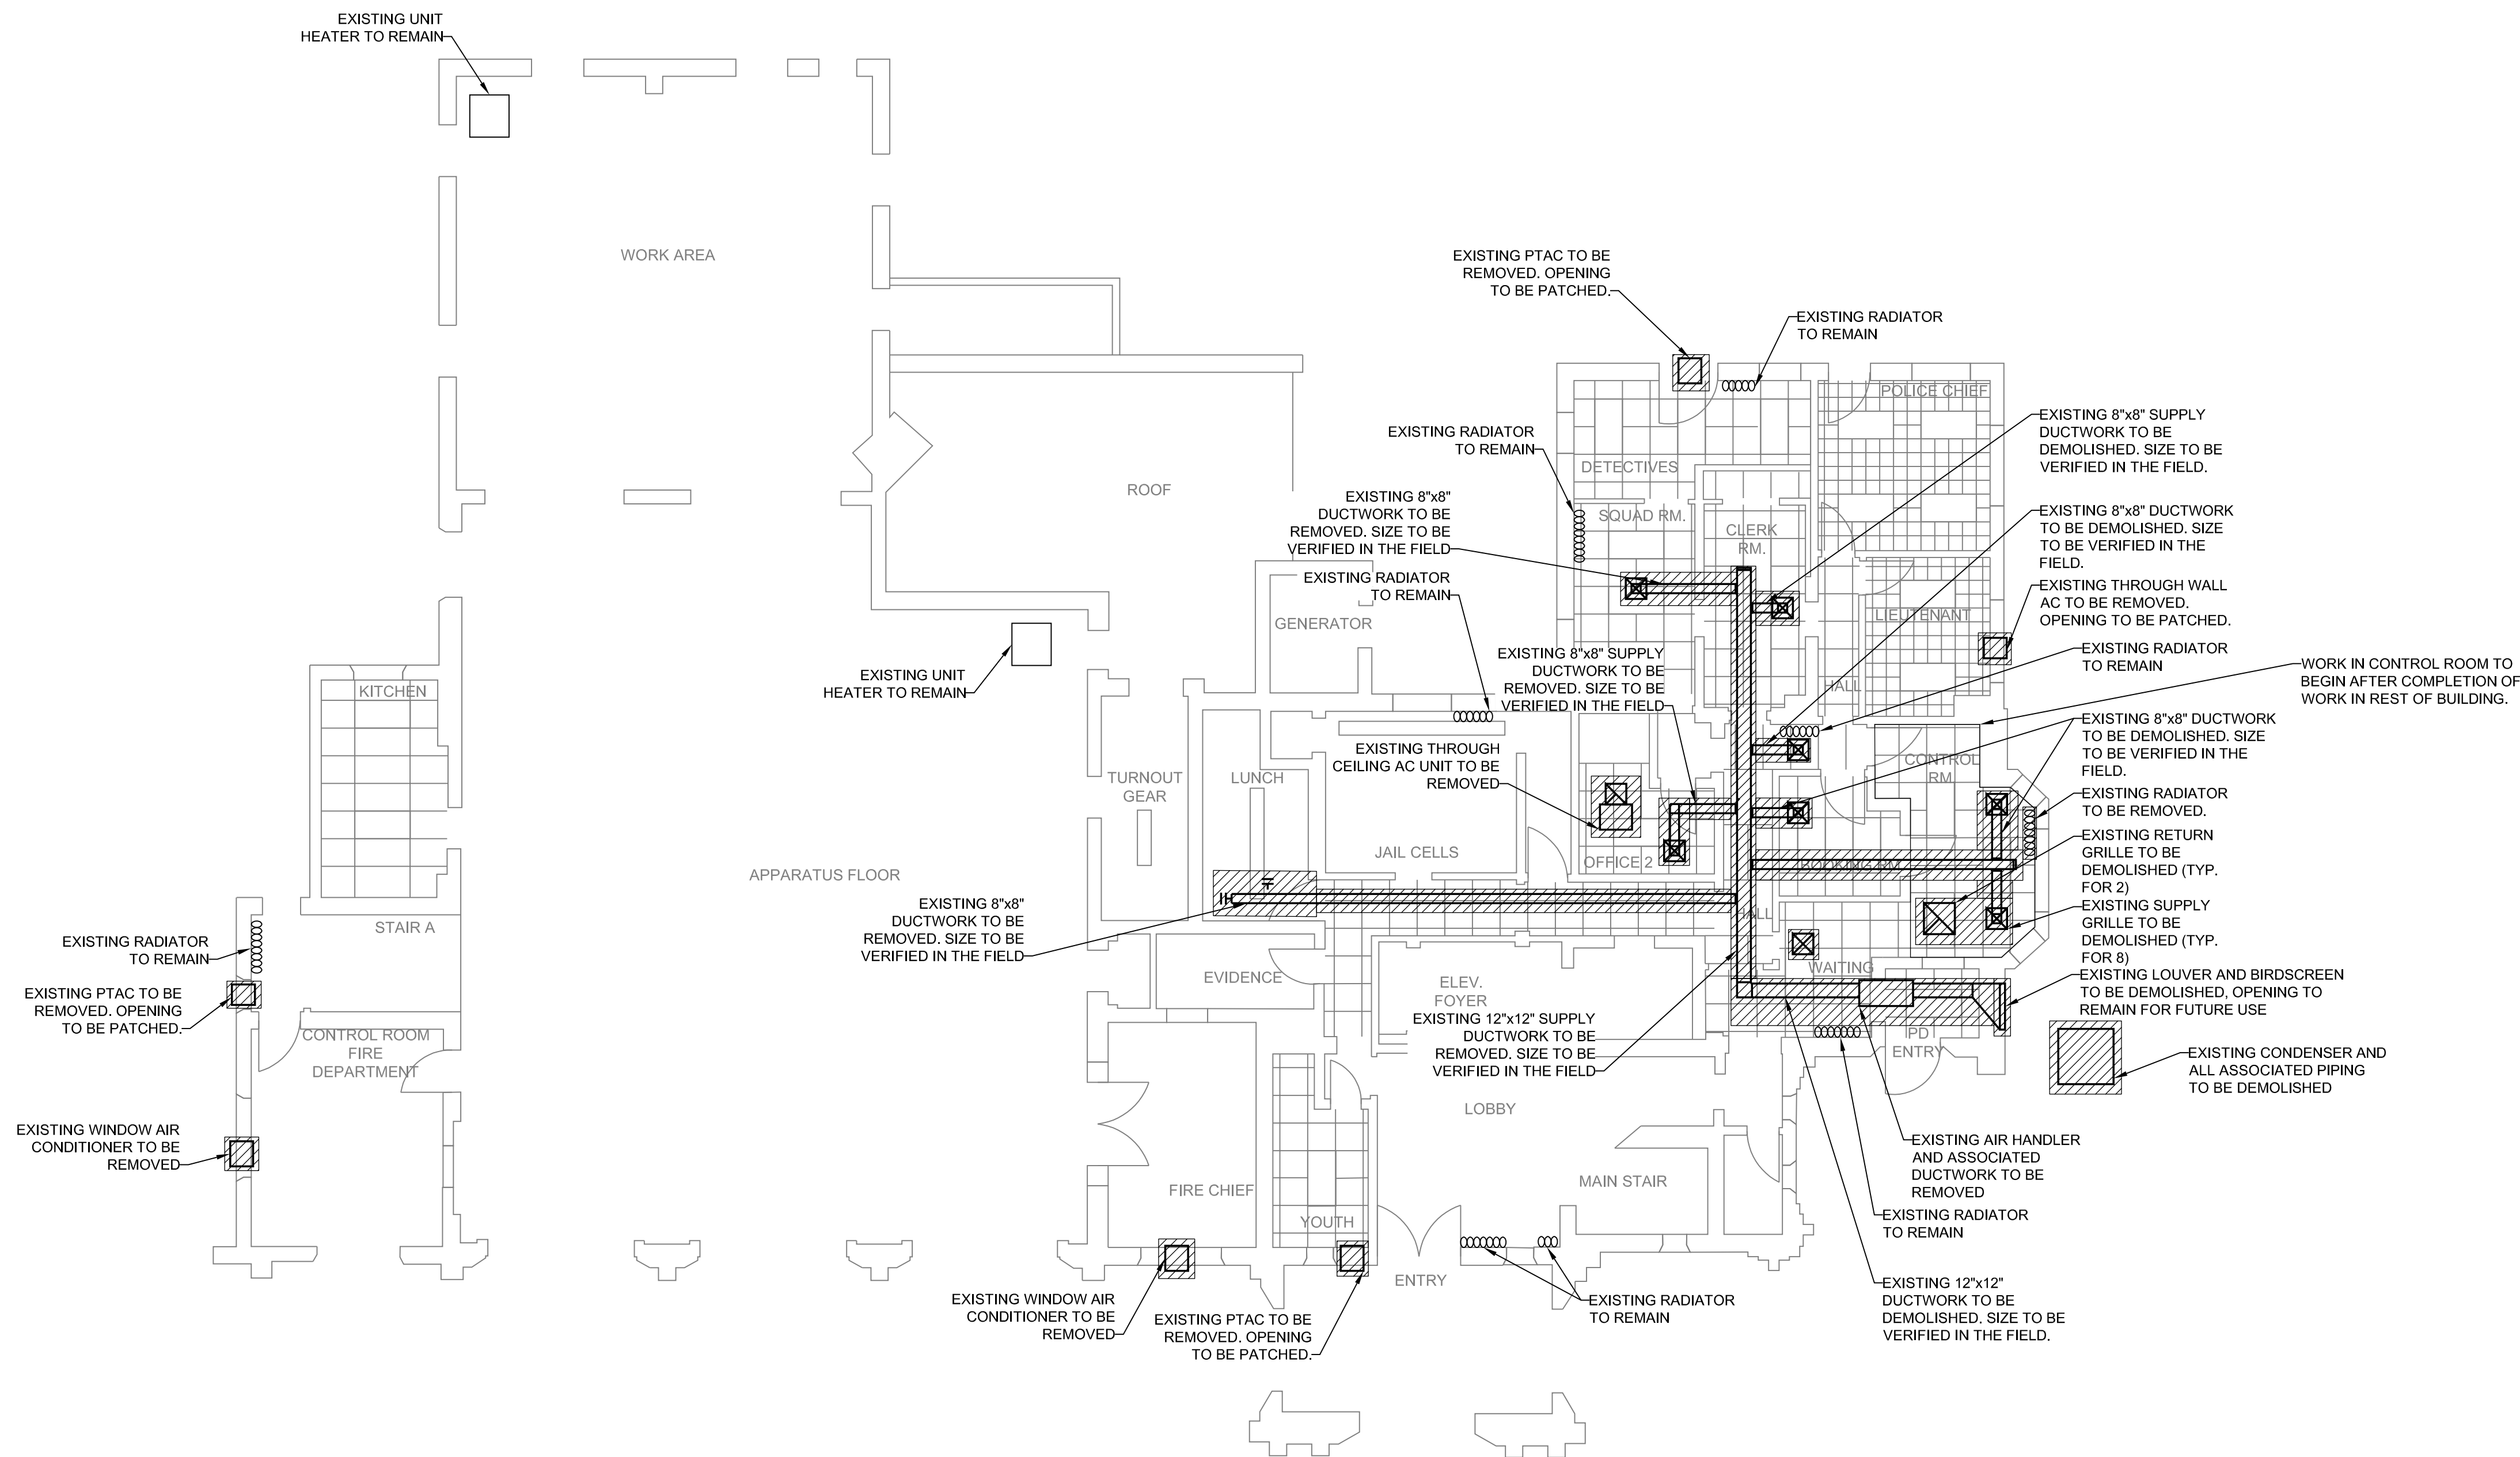 EXISTING UNIT
HEATER TO REMAIN
WORK AREA
EXISTING PTAC TO BE
REMOVED. OPENING
TO BE PATCHED.
EXISTING RADIATOR
TO REMAIN
POLICE CHIEF
EXISTING 8"x8" SUPPLY
DUCTWORK TO BE
DEMOLISHED. SIZE TO BE
VERIFIED IN THE FIELD.
EXISTING RADIATOR
TO REMAIN
DETECTIVES
ROOF
EXISTING 8"x8"
DUCTWORK TO BE
REMOVED. SIZE TO BE
VERIFIED IN THE FIELD
SQUAD RM.
CLERK
RM.
EXISTING 8"x8" DUCTWORK
TO BE DEMOLISHED. SIZE
TO BE VERIFIED IN THE
FIELD.
EXISTING RADIATOR
TO REMAIN
EXISTING THROUGH WALL
AC TO BE REMOVED.
OPENING TO BE PATCHED.
GENERATOR
LIEUTENANT
EXISTING UNIT
HEATER TO REMAIN
EXISTING 8"x8" SUPPLY
DUCTWORK TO BE
REMOVED. SIZE TO BE
VERIFIED IN THE FIELD
EXISTING RADIATOR
TO REMAIN
WORK IN CONTROL ROOM TO
BEGIN AFTER COMPLETION OF
WORK IN REST OF BUILDING.
KITCHEN
HALL
EXISTING 8"x8" DUCTWORK
TO BE DEMOLISHED. SIZE
TO BE VERIFIED IN THE
FIELD.
EXISTING THROUGH
CEILING AC UNIT TO BE
REMOVED
CONTROL
RM.
TURNOUT
GEAR
LUNCH
EXISTING RADIATOR
TO BE REMOVED.
EXISTING RETURN
GRILLE TO BE
DEMOLISHED (TYP.
FOR 2)
JAIL CELLS
OFFICE 2
BOOKING RM.
APPARATUS FLOOR
EXISTING 8"x8"
DUCTWORK TO BE
REMOVED. SIZE TO BE
VERIFIED IN THE FIELD
HALL
EXISTING SUPPLY
GRILLE TO BE
DEMOLISHED (TYP.
FOR 8)
STAIR A
EXISTING RADIATOR
TO REMAIN
EVIDENCE
ELEV.
FOYER
WAITING
EXISTING LOUVER AND BIRDSCREEN
TO BE DEMOLISHED, OPENING TO
REMAIN FOR FUTURE USE
EXISTING PTAC TO BE
REMOVED. OPENING
TO BE PATCHED.
EXISTING 12"x12" SUPPLY
DUCTWORK TO BE
REMOVED. SIZE TO BE
VERIFIED IN THE FIELD
CONTROL ROOM
FIRE
DEPARTMENT
PD
ENTRY
EXISTING CONDENSER AND
ALL ASSOCIATED PIPING
TO BE DEMOLISHED
LOBBY
EXISTING WINDOW AIR
CONDITIONER TO BE
REMOVED
EXISTING AIR HANDLER
AND ASSOCIATED
DUCTWORK TO BE
REMOVED
FIRE CHIEF
MAIN STAIR
YOUTH
EXISTING RADIATOR
TO REMAIN
ENTRY
EXISTING WINDOW AIR
CONDITIONER TO BE
REMOVED
EXISTING PTAC TO BE
REMOVED. OPENING
TO BE PATCHED.
EXISTING RADIATOR
TO REMAIN
EXISTING 12"x12"
DUCTWORK TO BE
DEMOLISHED. SIZE TO BE
VERIFIED IN THE FIELD.